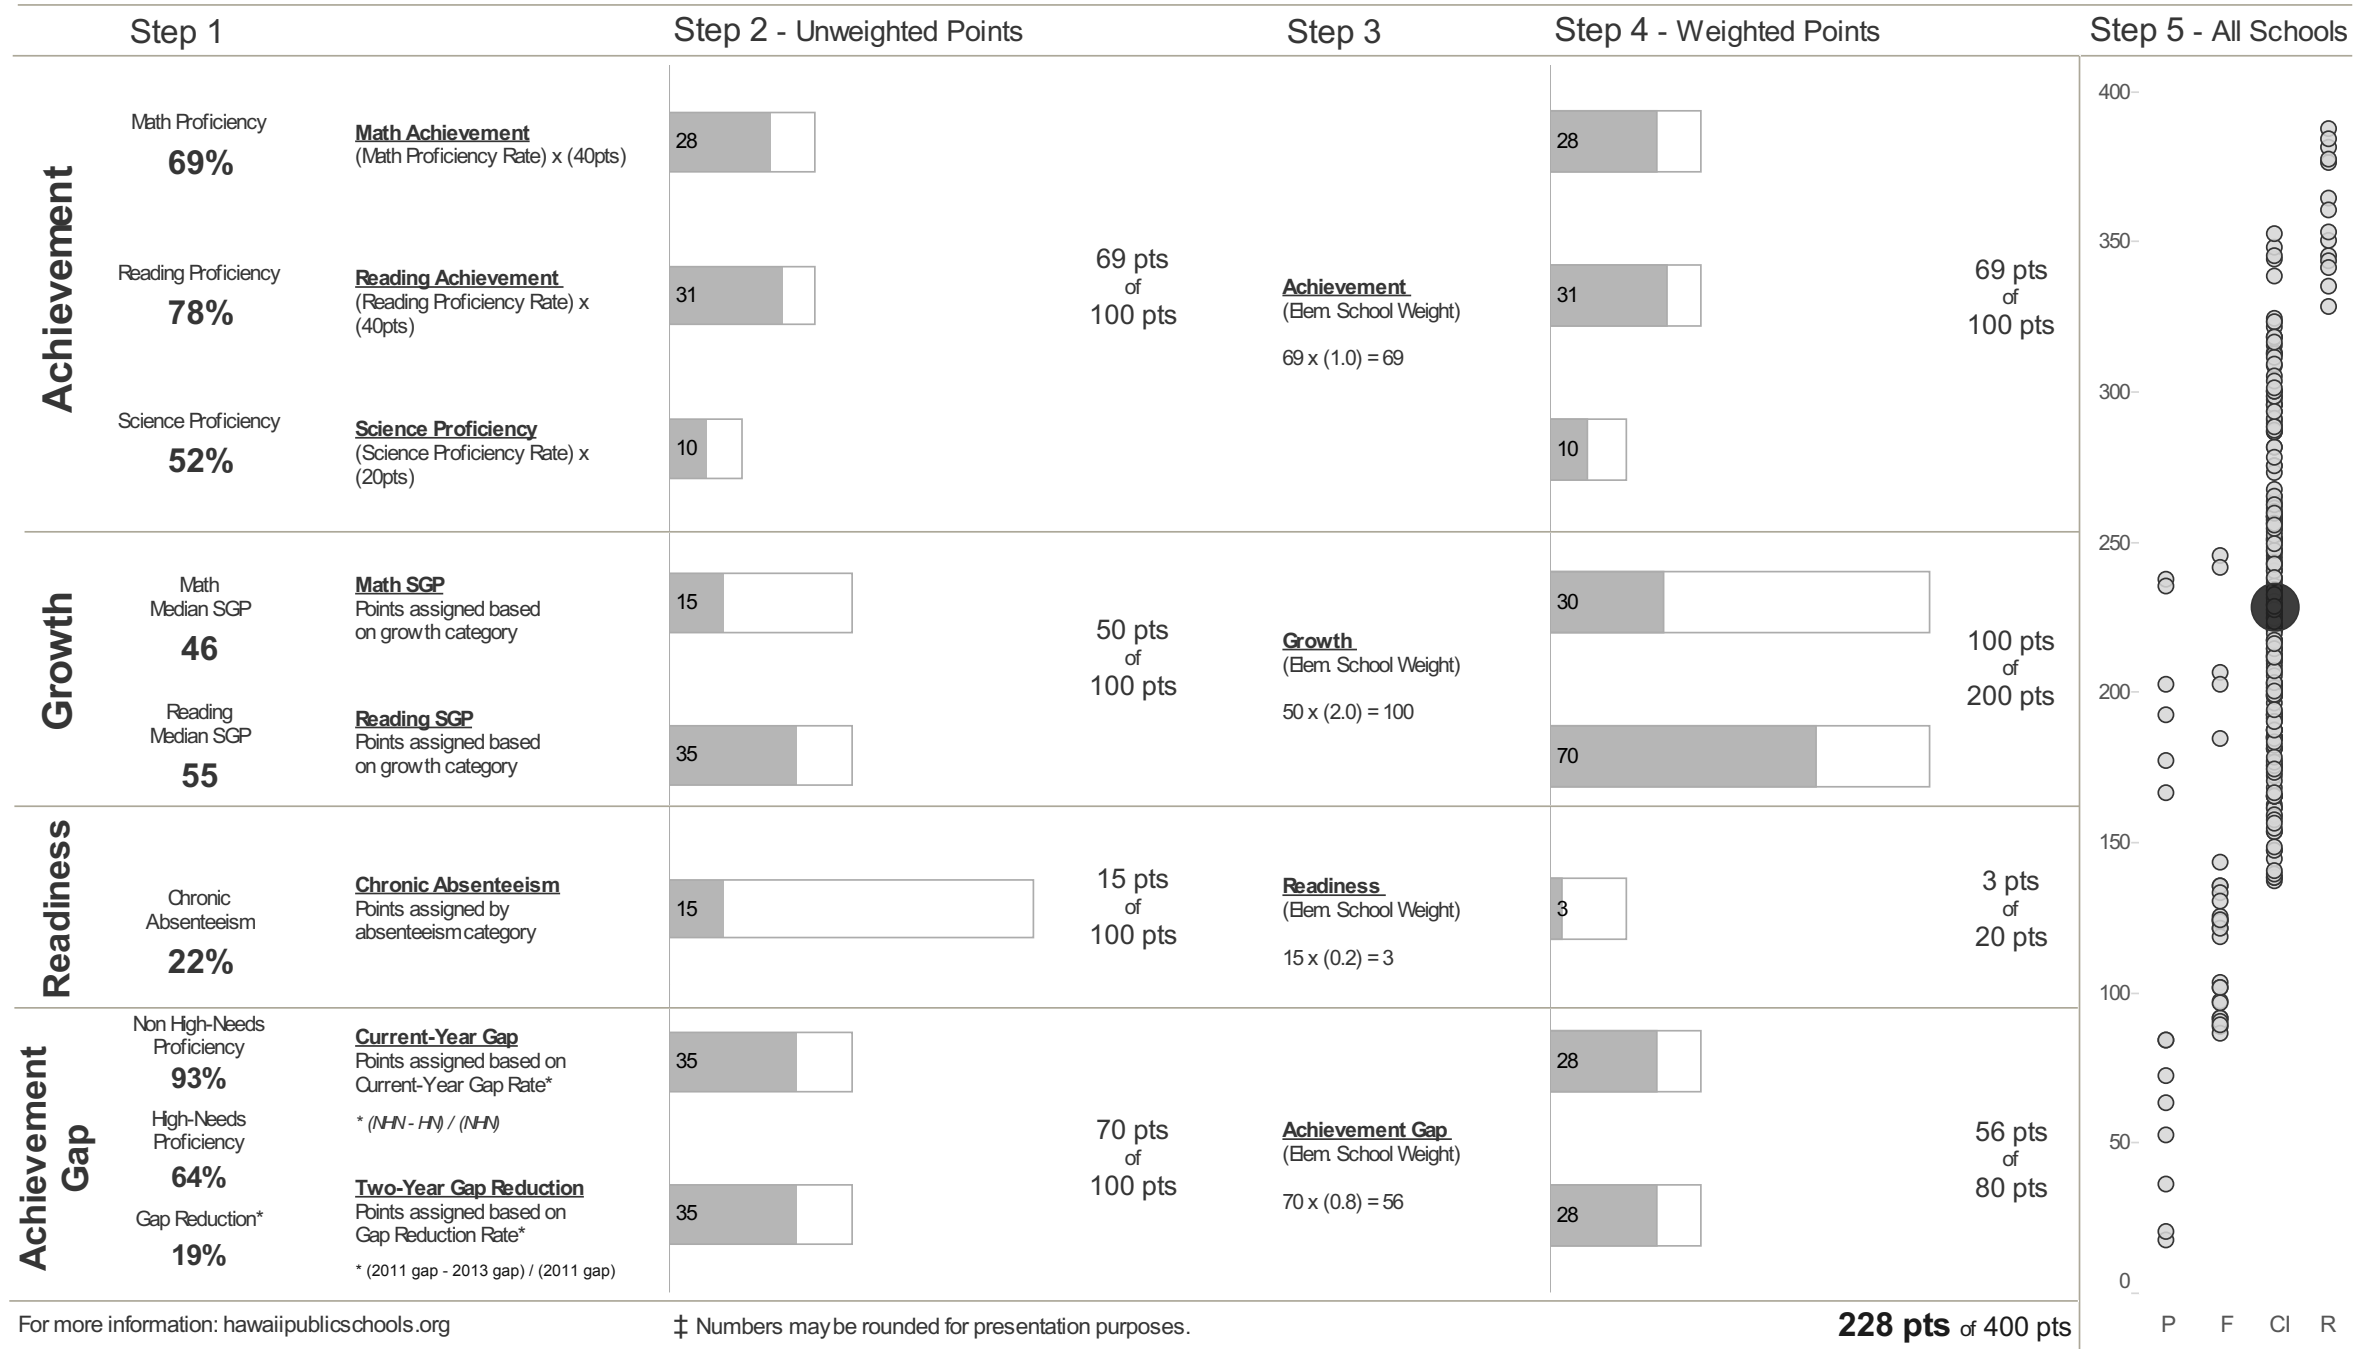 Step 1
Step 2 - Unweighted Points
Step 3
Step 4 - Weighted Points
Step 5 - All Schools
Achievement
Math Proficiency
69%
Math Achievement
(Math Proficiency Rate) x (40pts)
28
Reading Proficiency
78%
Reading Achievement
(Reading Proficiency Rate) x
(40pts)
31
Science Proficiency
52%
Science Proficiency
(Science Proficiency Rate) x
(20pts)
10
69 pts
of
100 pts
Achievement
(Elem. School Weight)
69 x (1.0) = 69
28
31
10
69 pts
of
100 pts
Growth
Math
Median SGP
46
Math SGP
Points assigned based
on growth category
15
Reading
Median SGP
55
Reading SGP
Points assigned based
on growth category
35
50 pts
of
100 pts
Growth
(Elem. School Weight)
50 x (2.0) = 100
30
70
100 pts
of
200 pts
Readiness
Chronic
Absenteeism
22%
Chronic Absenteeism
Points assigned by
absenteeism category
15
15 pts
of
100 pts
Readiness
(Elem. School Weight)
15 x (0.2) = 3
3
3 pts
of
20 pts
Achievement
Gap
Non High-Needs
Proficiency
93%
High-Needs
Proficiency
64%
Gap Reduction*
19%
Current-Year Gap
Points assigned based on
Current-Year Gap Rate*
* (NHN - HN) / (NHN)
Two-Year Gap Reduction
Points assigned based on
Gap Reduction Rate*
* (2011 gap - 2013 gap) / (2011 gap)
35
35
70 pts
of
100 pts
Achievement Gap
(Elem. School Weight)
70 x (0.8) = 56
28
28
56 pts
of
80 pts
400
350
300
250
200
150
100
50
0
P F CI R
For more information: hawaiipublicschools.org
‡ Numbers may be rounded for presentation purposes.
228 pts of 400 pts